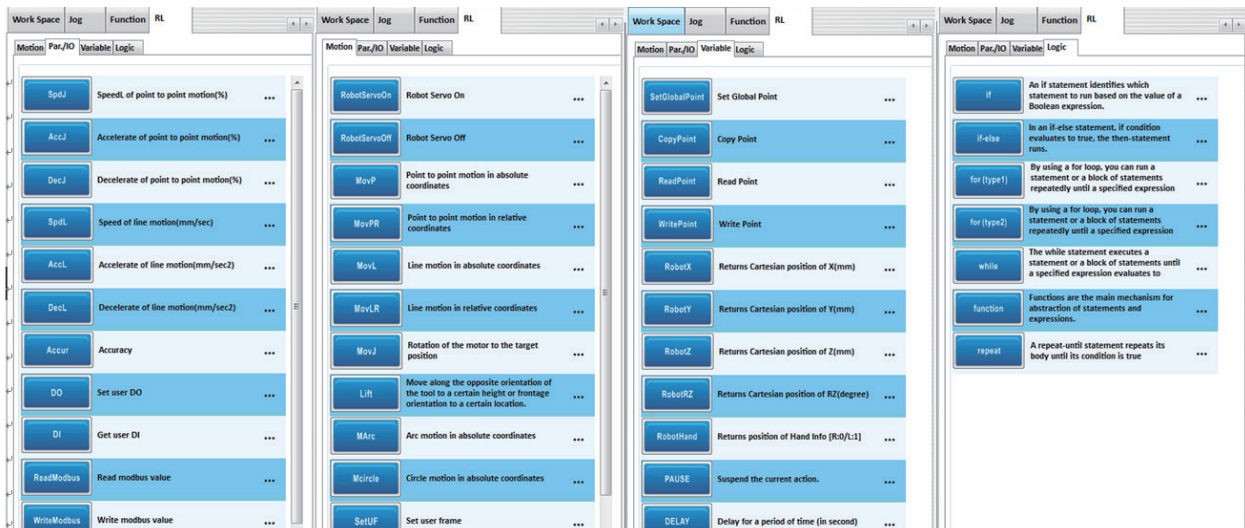 Work Space Jog Function RL
Motion Par./IO Variable Logic
SpdJ SpeedL of point to point motion(%) ...
AccJ Accelerate of point to point motion(%) ...
DecJ Decelerate of point to point motion(%) ...
SpdL Speed of line motion(mm/sec) ...
AccL Accelerate of line motion(mm/sec2) ...
DecL Decelerate of line motion(mm/sec2) ...
Accur Accuracy ...
DO Set user DO ...
DI Get user DI ...
ReadModbus Read modbus value ...
WriteModbus Write modbus value ...
Work Space Jog Function RL
Motion Par./IO Variable Logic
RobotServoOn Robot Servo On ...
RobotServoOff Robot Servo Off ...
MovP Point to point motion in absolute
coordinates ...
MovPR Point to point motion in relative
coordinates ...
MovL Line motion in absolute coordinates ...
MovLR Line motion in relative coordinates ...
MovJ Rotation of the motor to the target
position ...
Lift Move along the opposite orientation of
the tool to a certain height or frontage
orientation to a certain location. ...
MArc Arc motion in absolute coordinates ...
Mcircle Circle motion in absolute coordinates ...
SetUF Set user frame ...
Work Space Jog Function RL
Motion Par./IO Variable Logic
SetGlobalPoint Set Global Point ...
CopyPoint Copy Point ...
ReadPoint Read Point ...
WritePoint Write Point ...
RobotX Returns Cartesian position of X(mm) ...
RobotY Returns Cartesian position of Y(mm) ...
RobotZ Returns Cartesian position of Z(mm) ...
RobotRZ Returns Cartesian position of RZ(degree) ...
RobotHand Returns position of Hand Info [R:0/L:1] ...
PAUSE Suspend the current action. ...
DELAY Delay for a period of time (in second) ...
Work Space Jog Function RL
Motion Par./IO Variable Logic
if An if statement identifies which
statement to run based on the value of a
Boolean expression. ...
if-else In an if-else statement, if condition
evaluates to true, the then-statement
runs. ...
for (type1) By using a for loop, you can run a
statement or a block of statements
repeatedly until a specified expression ...
for (type2) By using a for loop, you can run a
statement or a block of statements
repeatedly until a specified expression ...
while The while statement executes a
statement or a block of statements until
a specified expression evaluates to ...
function Functions are the main mechanism for
abstraction of statements and
expressions. ...
repeat A repeat-until statement repeats its
body until its condition is true ...